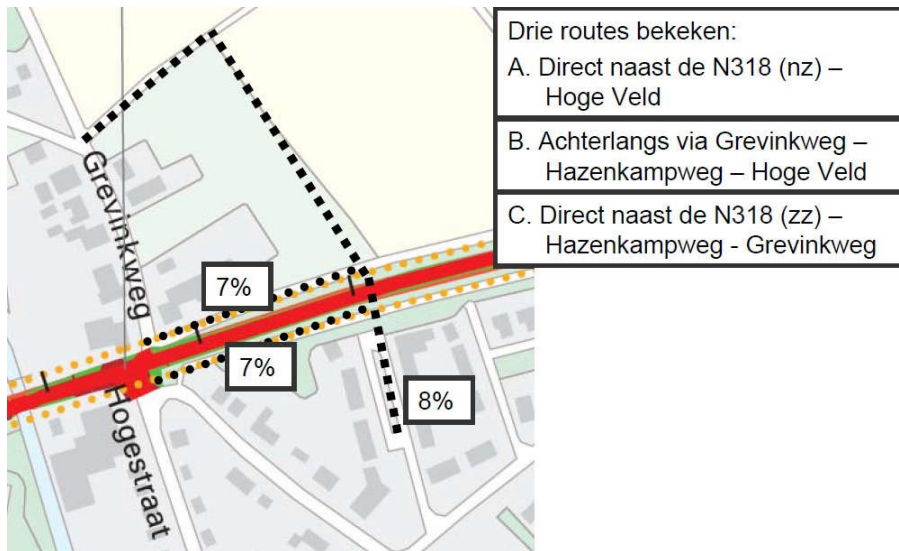 Drie routes bekeken:
A. Direct naast de N318 (nz) –
Hoge Veld
B. Achterlangs via Grevinkweg –
Hazenkampweg – Hoge Veld
C. Direct naast de N318 (zz) –
Hazenkampweg - Grevinkweg
Grevinkweg
7%
7%
8%
Hogestraat